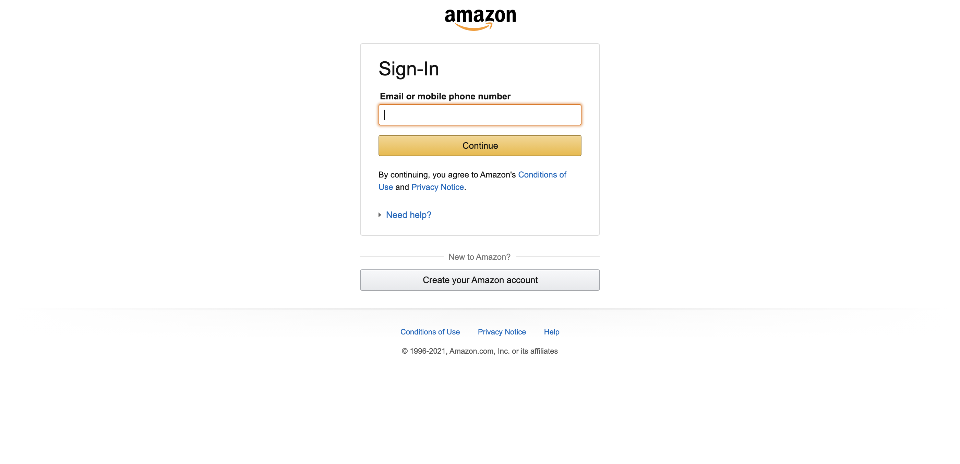 amazon
Sign-In
Email or mobile phone number
Continue
By continuing, you agree to Amazon's Conditions of
Use and Privacy Notice.
Need help?
New to Amazon?
Create your Amazon account
Conditions of Use Privacy Notice Help
© 1996-2021, Amazon.com, Inc. or its affiliates